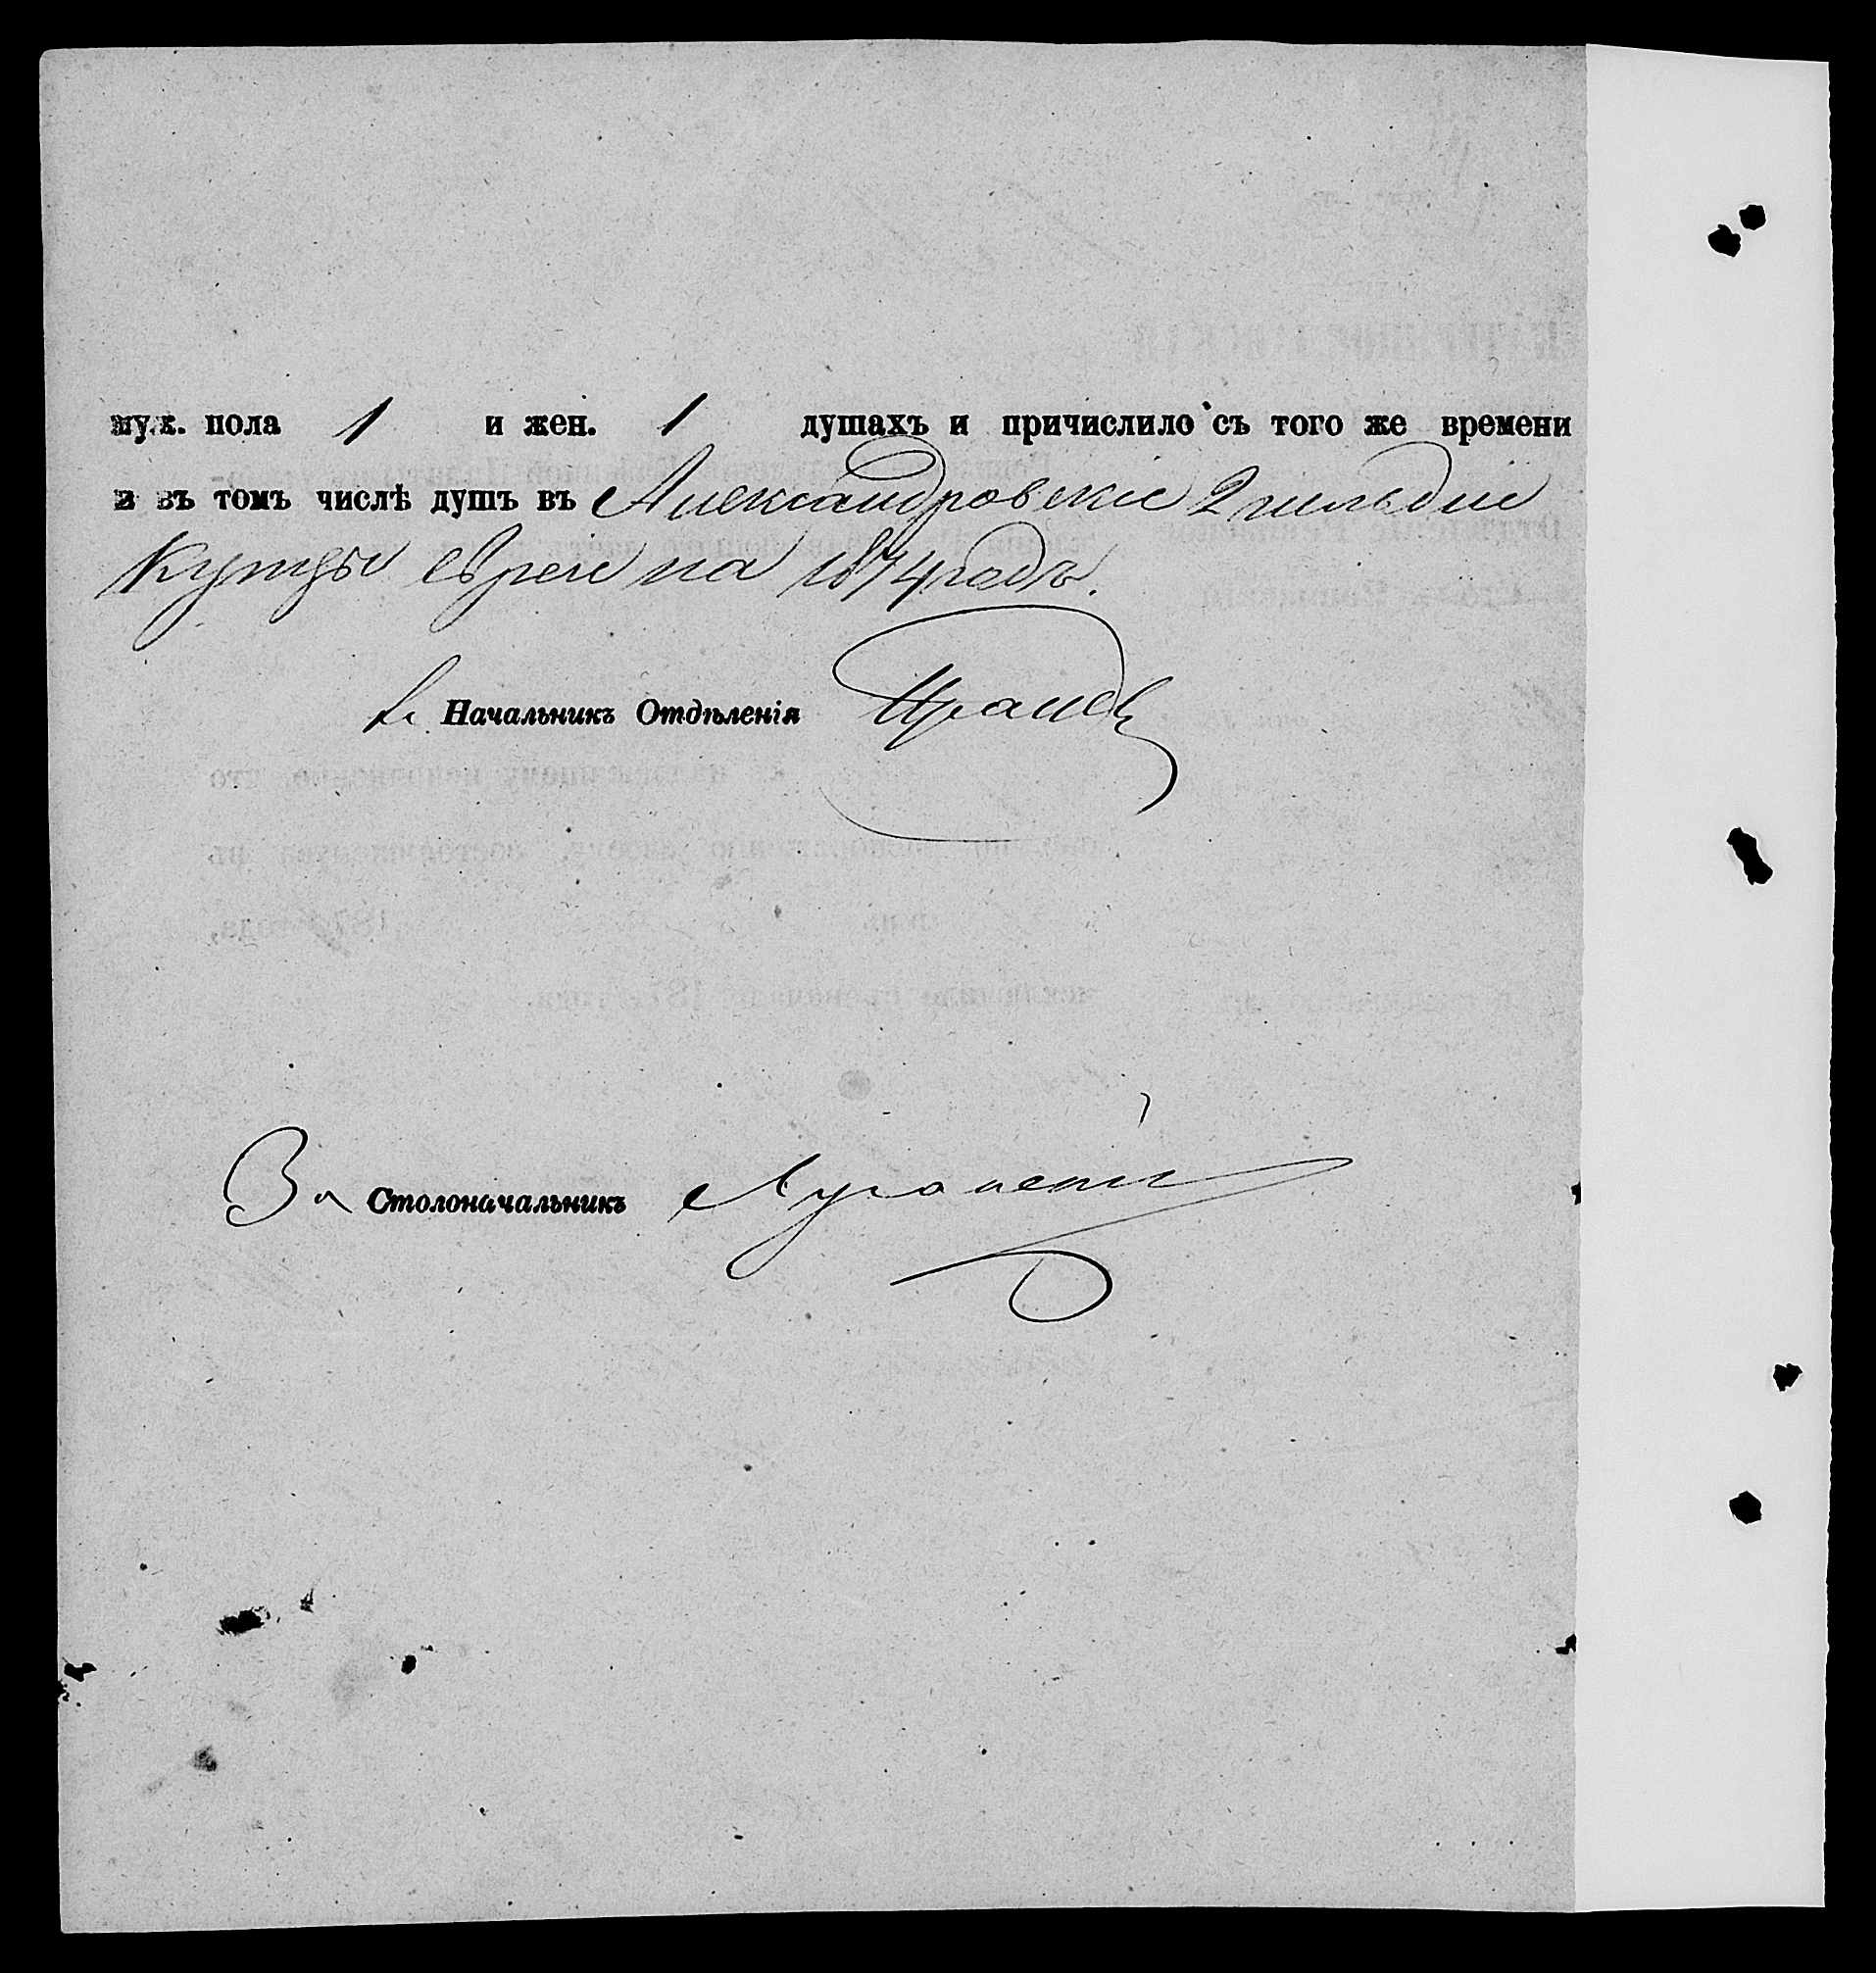 муж. пола 1 и жен. 1 душахъ и причислило съ того же времени
и въ томъ числѣ душъ въ Александровскіе 2 гильдіи
Купцы евреи на 1874 годъ.
Начальникъ Отдѣленія
За Столоначальникъ